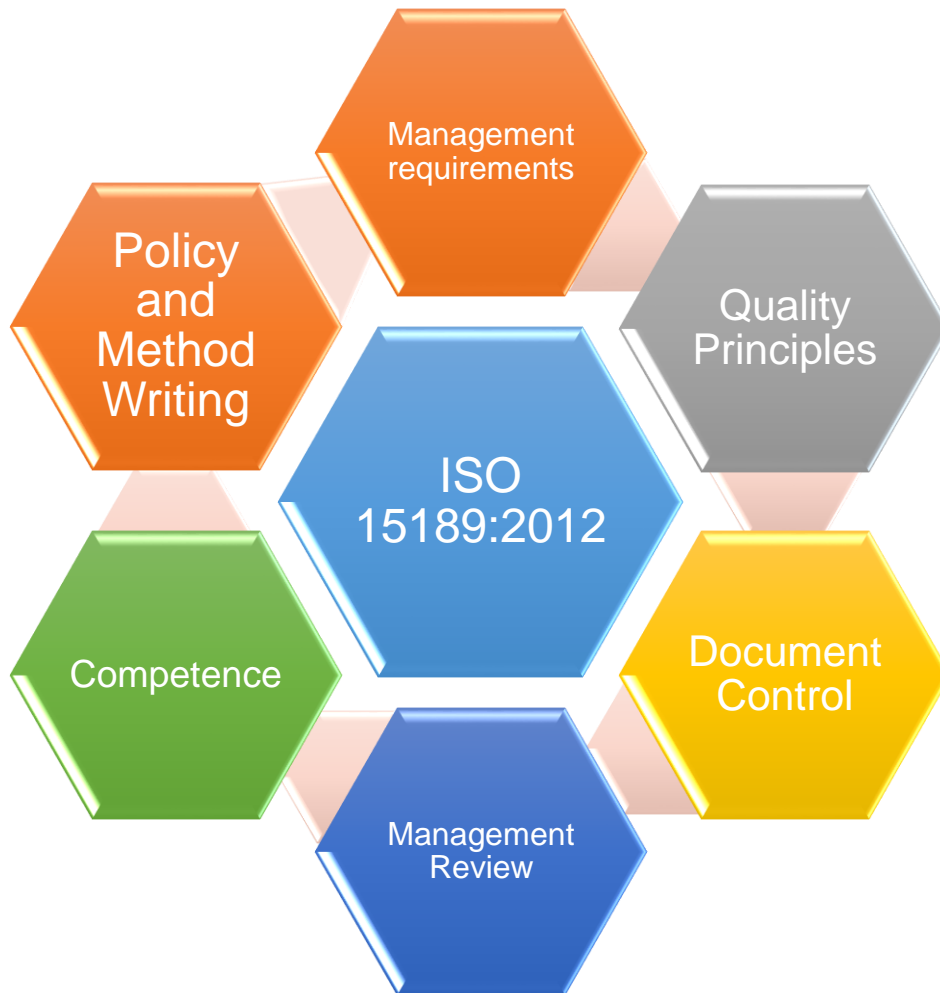 Management
requirements
Policy
and
Method
Writing
Quality
Principles
ISO
15189:2012
Competence
Document
Control
Management
Review